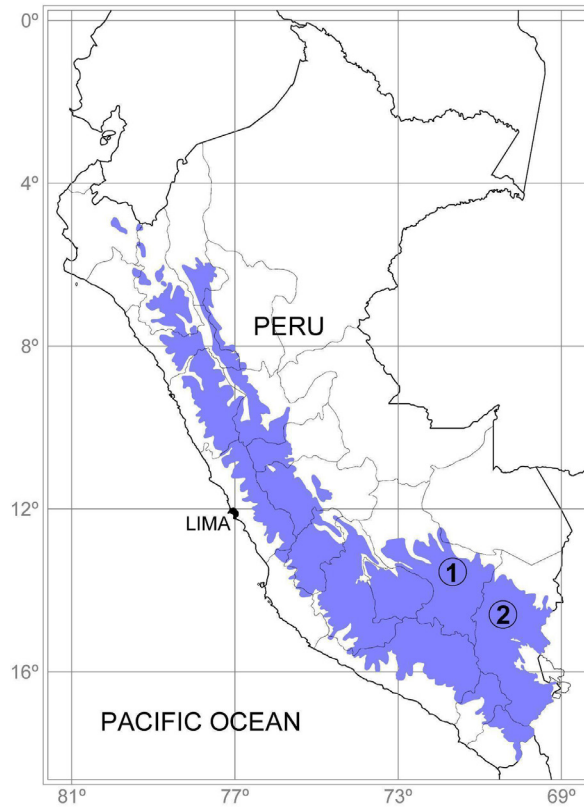 0º
4º
PERU
8º
12º
LIMA
1
2
16º
PACIFIC OCEAN
81º
77º
73º
69º